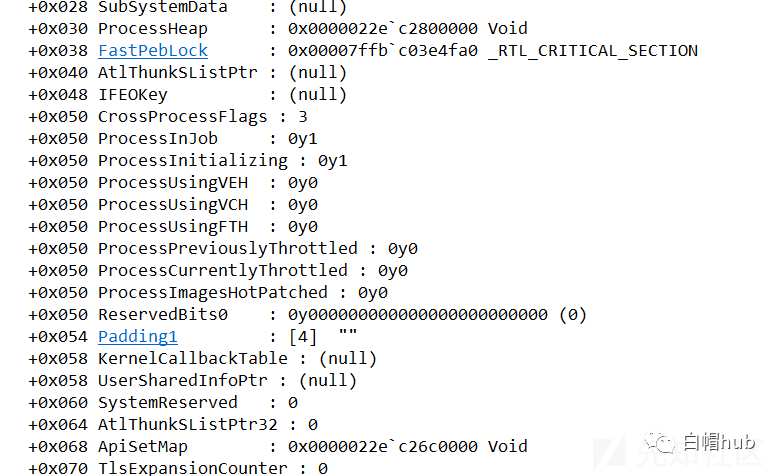 +0x028 SubSystemData    : (null)
+0x030 ProcessHeap      : 0x0000022e`c2800000 Void
+0x038 FastPebLock      : 0x00007ffb`c03e4fa0 _RTL_CRITICAL_SECTION
+0x040 AtlThunkSListPtr : (null)
+0x048 IFEOKey          : (null)
+0x050 CrossProcessFlags : 3
+0x050 ProcessInJob     : 0y1
+0x050 ProcessInitializing : 0y1
+0x050 ProcessUsingVEH  : 0y0
+0x050 ProcessUsingVCH  : 0y0
+0x050 ProcessUsingFTH  : 0y0
+0x050 ProcessPreviouslyThrottled : 0y0
+0x050 ProcessCurrentlyThrottled : 0y0
+0x050 ProcessImagesHotPatched : 0y0
+0x050 ReservedBits0    : 0y000000000000000000000000 (0)
+0x054 Padding1         : [4]  ""
+0x058 KernelCallbackTable : (null)
+0x058 UserSharedInfoPtr : (null)
+0x060 SystemReserved   : 0
+0x064 AtlThunkSListPtr32 : 0
+0x068 ApiSetMap        : 0x0000022e`c26c0000 Void
+0x070 TlsExpansionCounter : 0
白帽hub